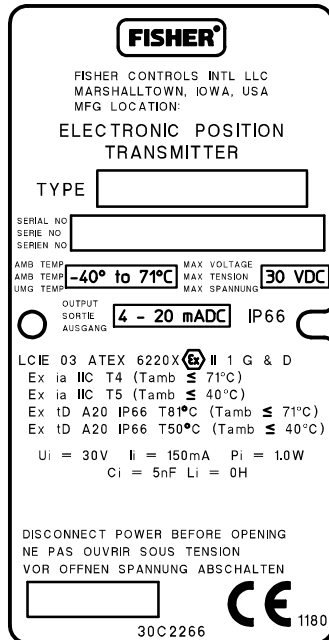 FISHER®
FISHER CONTROLS INTL LLC
MARSHALLTOWN, IOWA, USA
MFG LOCATION:
ELECTRONIC POSITION
TRANSMITTER
TYPE
SERIAL NO
SERIE NO
SERIEN NO
AMB TEMP
AMB TEMP
UMG TEMP
-40° to 71°C
MAX VOLTAGE
MAX TENSION
MAX SPANNUNG
30 VDC
OUTPUT
SORTIE
AUSGANG
4 - 20 mADC
IP66
LCIE 03 ATEX 6220X Ex II 1 G & D
Ex ia IIC T4 (Tamb ≤ 71°C)
Ex ia IIC T5 (Tamb ≤ 40°C)
Ex tD A20 IP66 T81°C (Tamb ≤ 71°C)
Ex tD A20 IP66 T50°C (Tamb ≤ 40°C)
Ui = 30V Ii = 150mA Pi = 1.0W
Ci = 5nF Li = 0H
DISCONNECT POWER BEFORE OPENING
NE PAS OUVRIR SOUS TENSION
VOR OFFNEN SPANNUNG ABSCHALTEN
CE 1180
30C2266